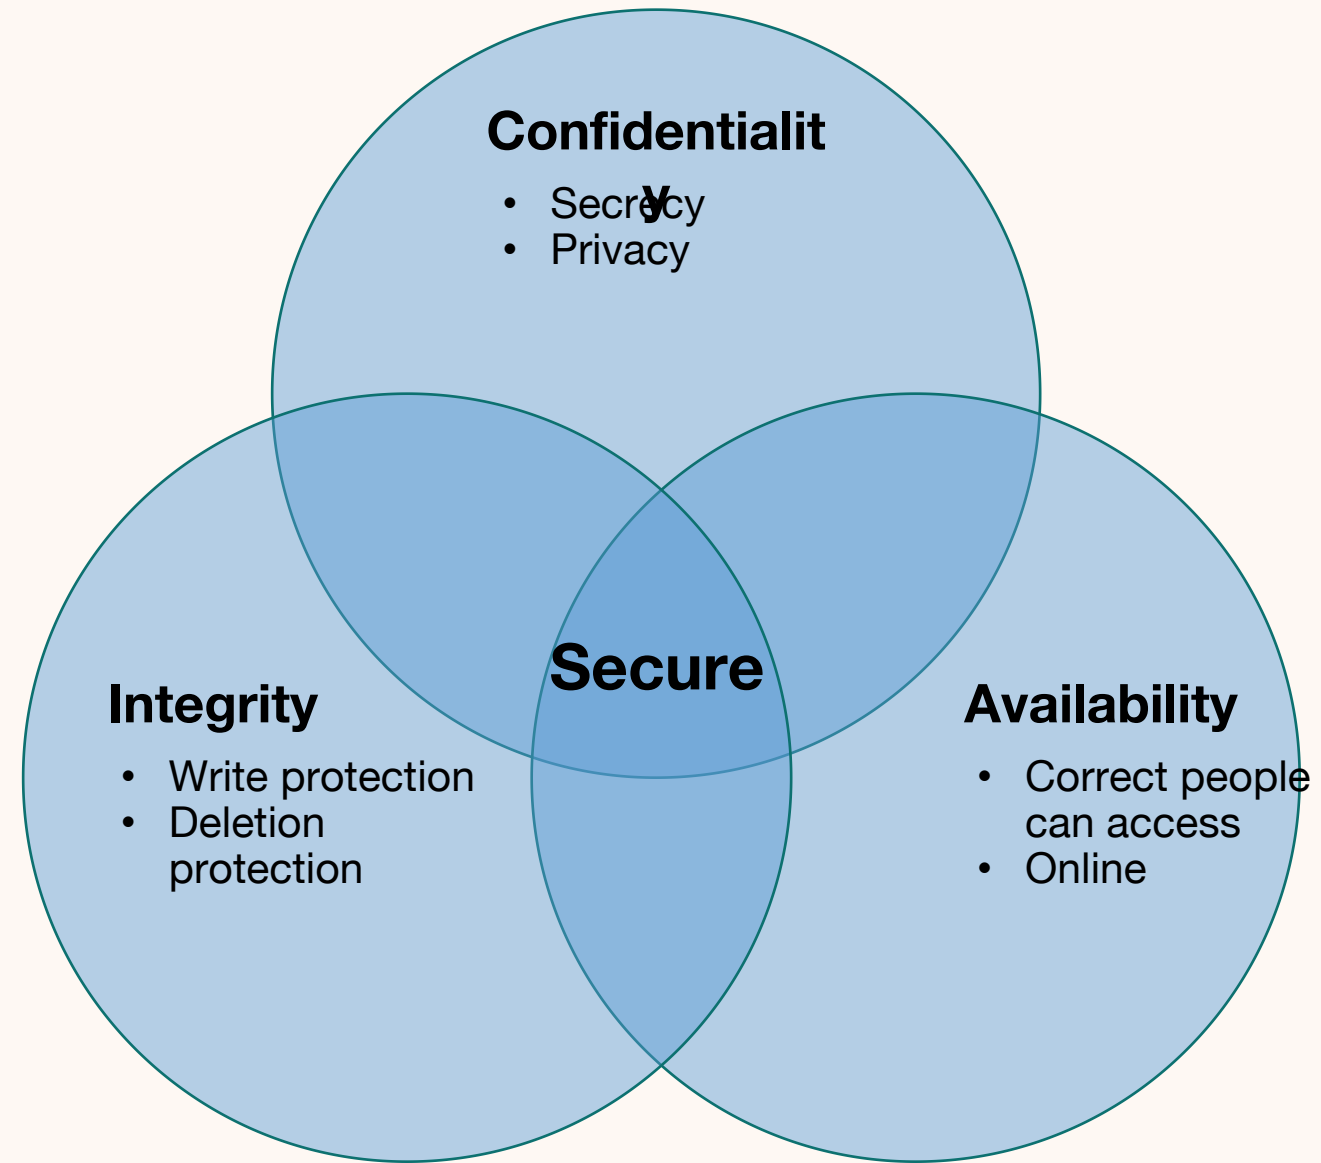 Confidentialit
y
• Secrecy
• Privacy
Secure
Integrity
• Write protection
• Deletion
protection
Availability
• Correct people
can access
• Online